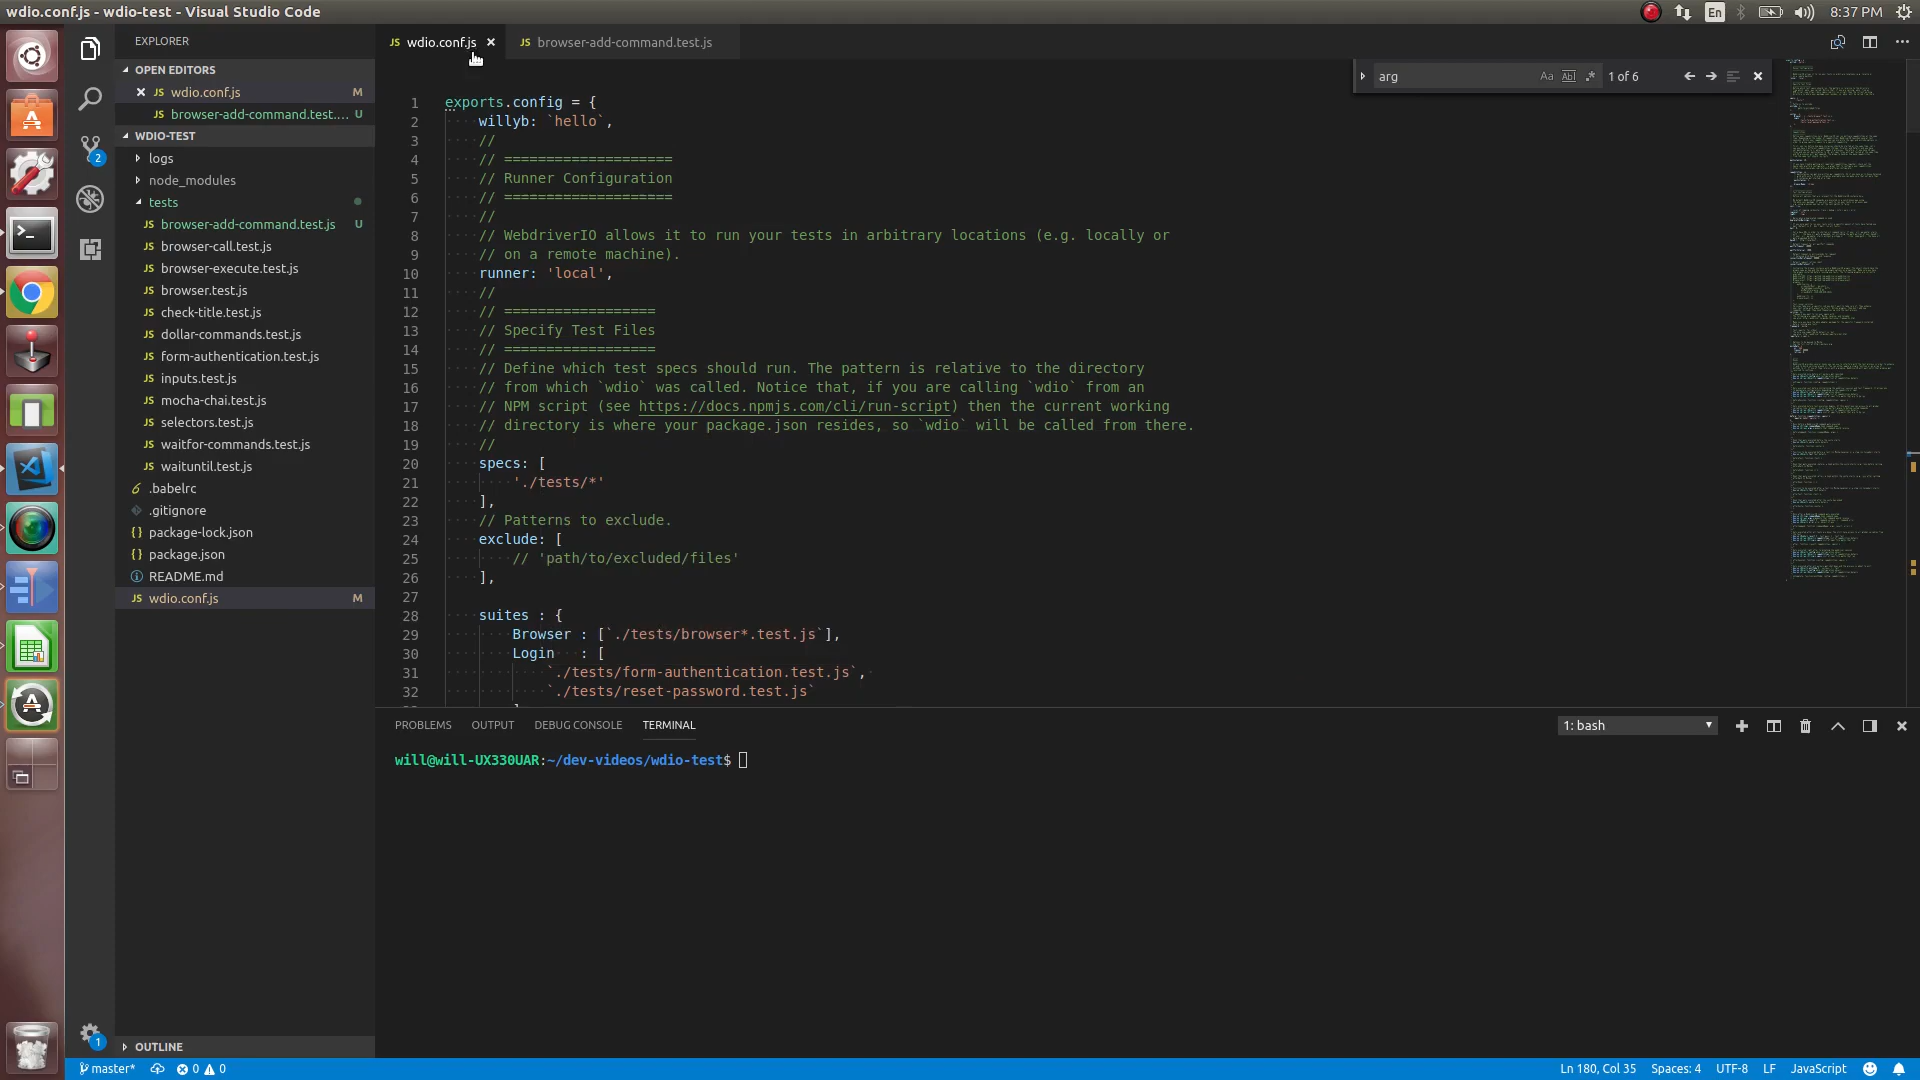 wdio.conf.js - wdio-test - Visual Studio Code
En
8:37 PM
EXPLORER
OPEN EDITORS
wdio.conf.js M
browser-add-command.test.... U
WDIO-TEST
logs
node_modules
tests
browser-add-command.test.js U
browser-call.test.js
browser-execute.test.js
browser.test.js
check-title.test.js
dollar-commands.test.js
form-authentication.test.js
inputs.test.js
mocha-chai.test.js
selectors.test.js
waitfor-commands.test.js
waituntil.test.js
.babelrc
.gitignore
package-lock.json
package.json
README.md
wdio.conf.js M
OUTLINE
2
1
JS wdio.conf.js
JS browser-add-command.test.js
arg Aa Abl .* 1 of 6
1 exports.config = {
2 willyb: `hello`,
3 //
4 // ====================
5 // Runner Configuration
6 // ====================
7 //
8 // WebdriverIO allows it to run your tests in arbitrary locations (e.g. locally or
9 // on a remote machine).
10 runner: 'local',
11 //
12 // ==================
13 // Specify Test Files
14 // ==================
15 // Define which test specs should run. The pattern is relative to the directory
16 // from which `wdio` was called. Notice that, if you are calling `wdio` from an
17 // NPM script (see https://docs.npmjs.com/cli/run-script) then the current working
18 // directory is where your package.json resides, so `wdio` will be called from there.
19 //
20 specs: [
21 './tests/*'
22 ],
23 // Patterns to exclude.
24 exclude: [
25 // 'path/to/excluded/files'
26 ],
27
28 suites : {
29 Browser : [`./tests/browser*.test.js`],
30 Login : [
31 `./tests/form-authentication.test.js`,
32 `./tests/reset-password.test.js`
PROBLEMS OUTPUT DEBUG CONSOLE TERMINAL
1: bash
will@will-UX330UAR:~/dev-videos/wdio-test$
master* 0 0
Ln 180, Col 35 Spaces: 4 UTF-8 LF JavaScript